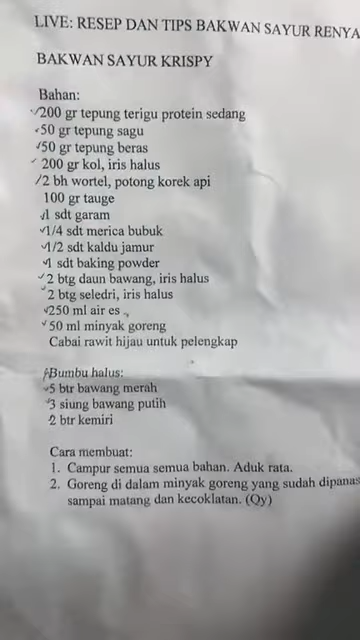 LIVE: RESEP DAN TIPS BAKWAN SAYUR RENYA
BAKWAN SAYUR KRISPY
Bahan:
200 gr tepung terigu protein sedang
50 gr tepung sagu
50 gr tepung beras
200 gr kol, iris halus
2 bh wortel, potong korek api
100 gr tauge
1 sdt garam
1/4 sdt merica bubuk
1/2 sdt kaldu jamur
1 sdt baking powder
2 btg daun bawang, iris halus
2 btg seledri, iris halus
250 ml air es
50 ml minyak goreng
Cabai rawit hijau untuk pelengkap
Bumbu halus:
5 btr bawang merah
3 siung bawang putih
2 btr kemiri
Cara membuat:
1. Campur semua semua bahan. Aduk rata.
2. Goreng di dalam minyak goreng yang sudah dipanas
sampai matang dan kecoklatan. (Qy)